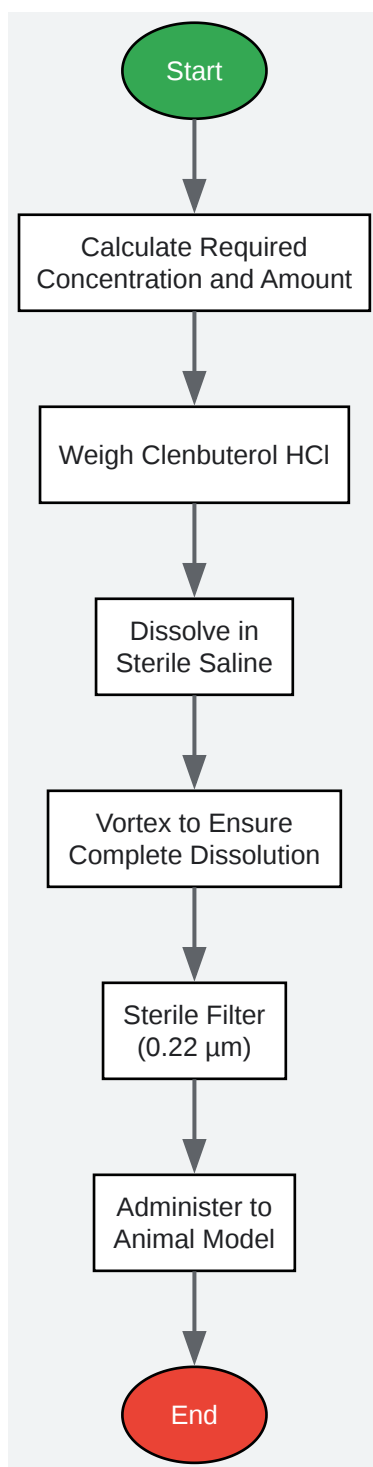 Start
Calculate Required
Concentration and Amount
Weigh Clenbuterol HCl
Dissolve in
Sterile Saline
Vortex to Ensure
Complete Dissolution
Sterile Filter
(0.22 µm)
Administer to
Animal Model
End